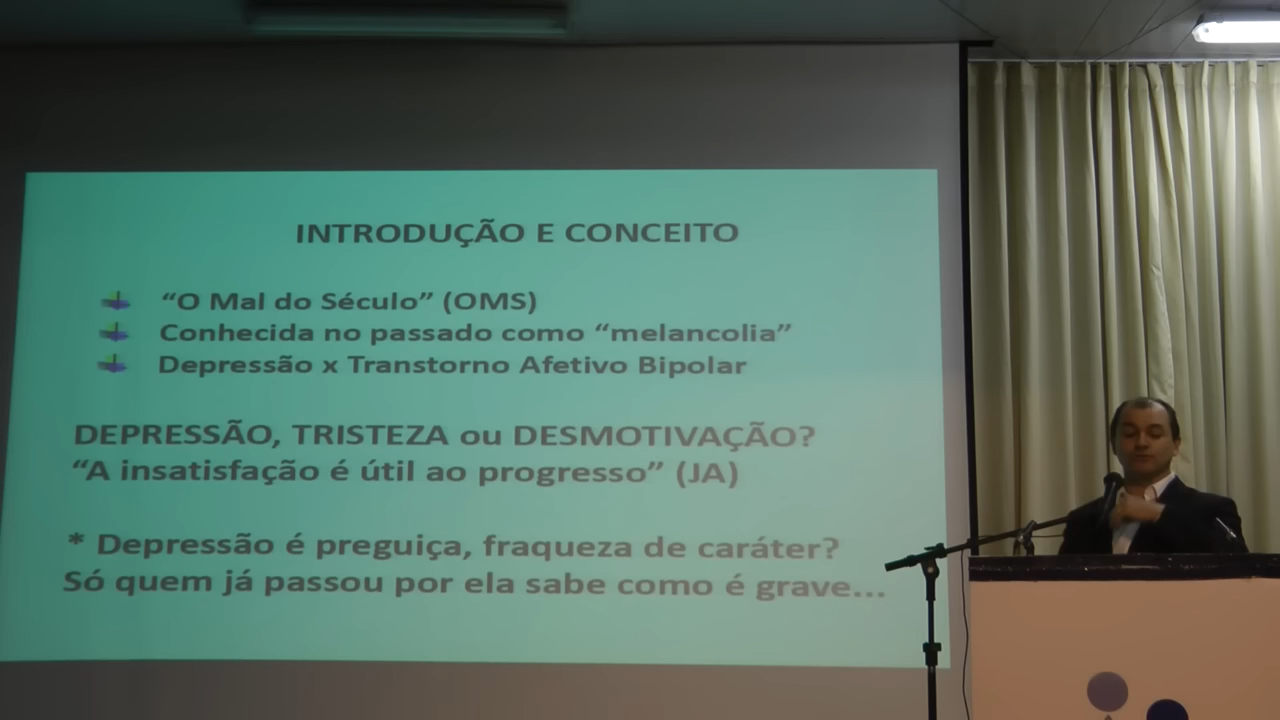 INTRODUÇÃO E CONCEITO
“O Mal do Século” (OMS)
Conhecida no passado como “melancolia”
Depressão x Transtorno Afetivo Bipolar
DEPRESSÃO, TRISTEZA ou DESMOTIVAÇÃO?
“A insatisfação é útil ao progresso” (JA)
* Depressão é preguiça, fraqueza de caráter?
Só quem já passou por ela sabe como é grave...